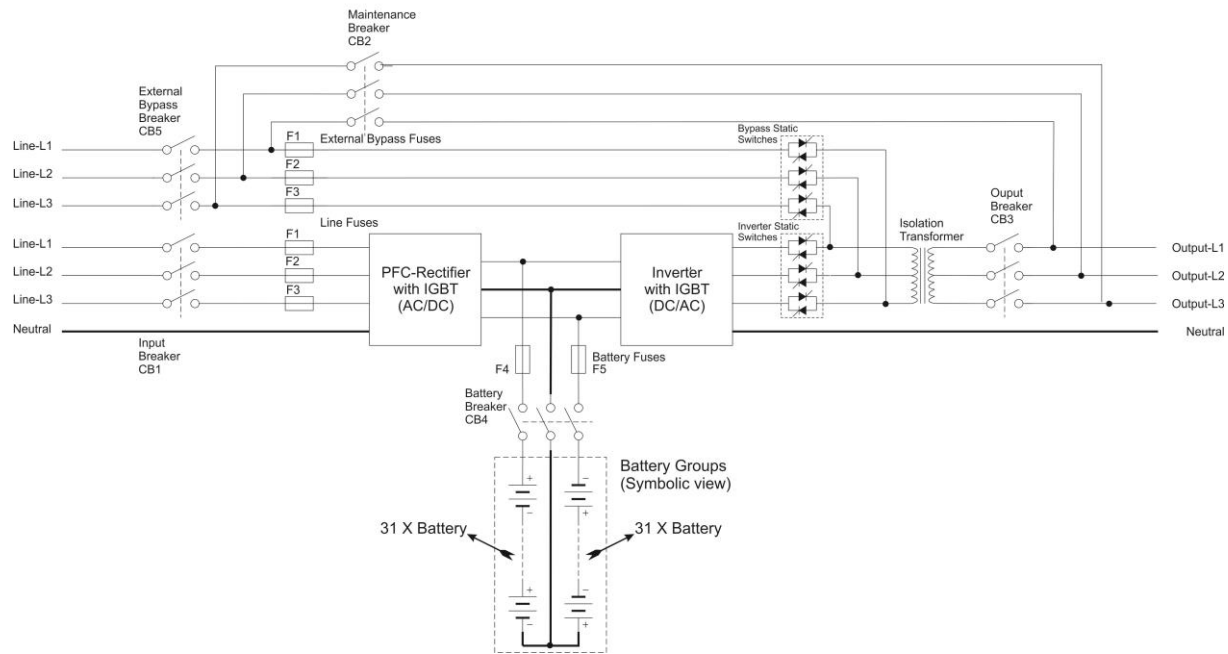 Maintenance
Breaker
CB2
External
Bypass
Breaker
CB5
F1
External Bypass Fuses
Bypass Static
Switches
Line-L1
Line-L2
F2
Line-L3
F3
Line Fuses
Inverter Static
Switches
Isolation
Transformer
Ouput
Breaker
CB3
Line-L1
F1
Output-L1
Line-L2
F2
Output-L2
Line-L3
F3
Output-L3
PFC-Rectifier
with IGBT
(AC/DC)
Inverter
with IGBT
(DC/AC)
Neutral
Neutral
Input
Breaker
CB1
F4
Battery Fuses
F5
Battery
Breaker
CB4
Battery Groups
(Symbolic view)
+
−
−
+
31 X Battery
31 X Battery
+
−
−
+